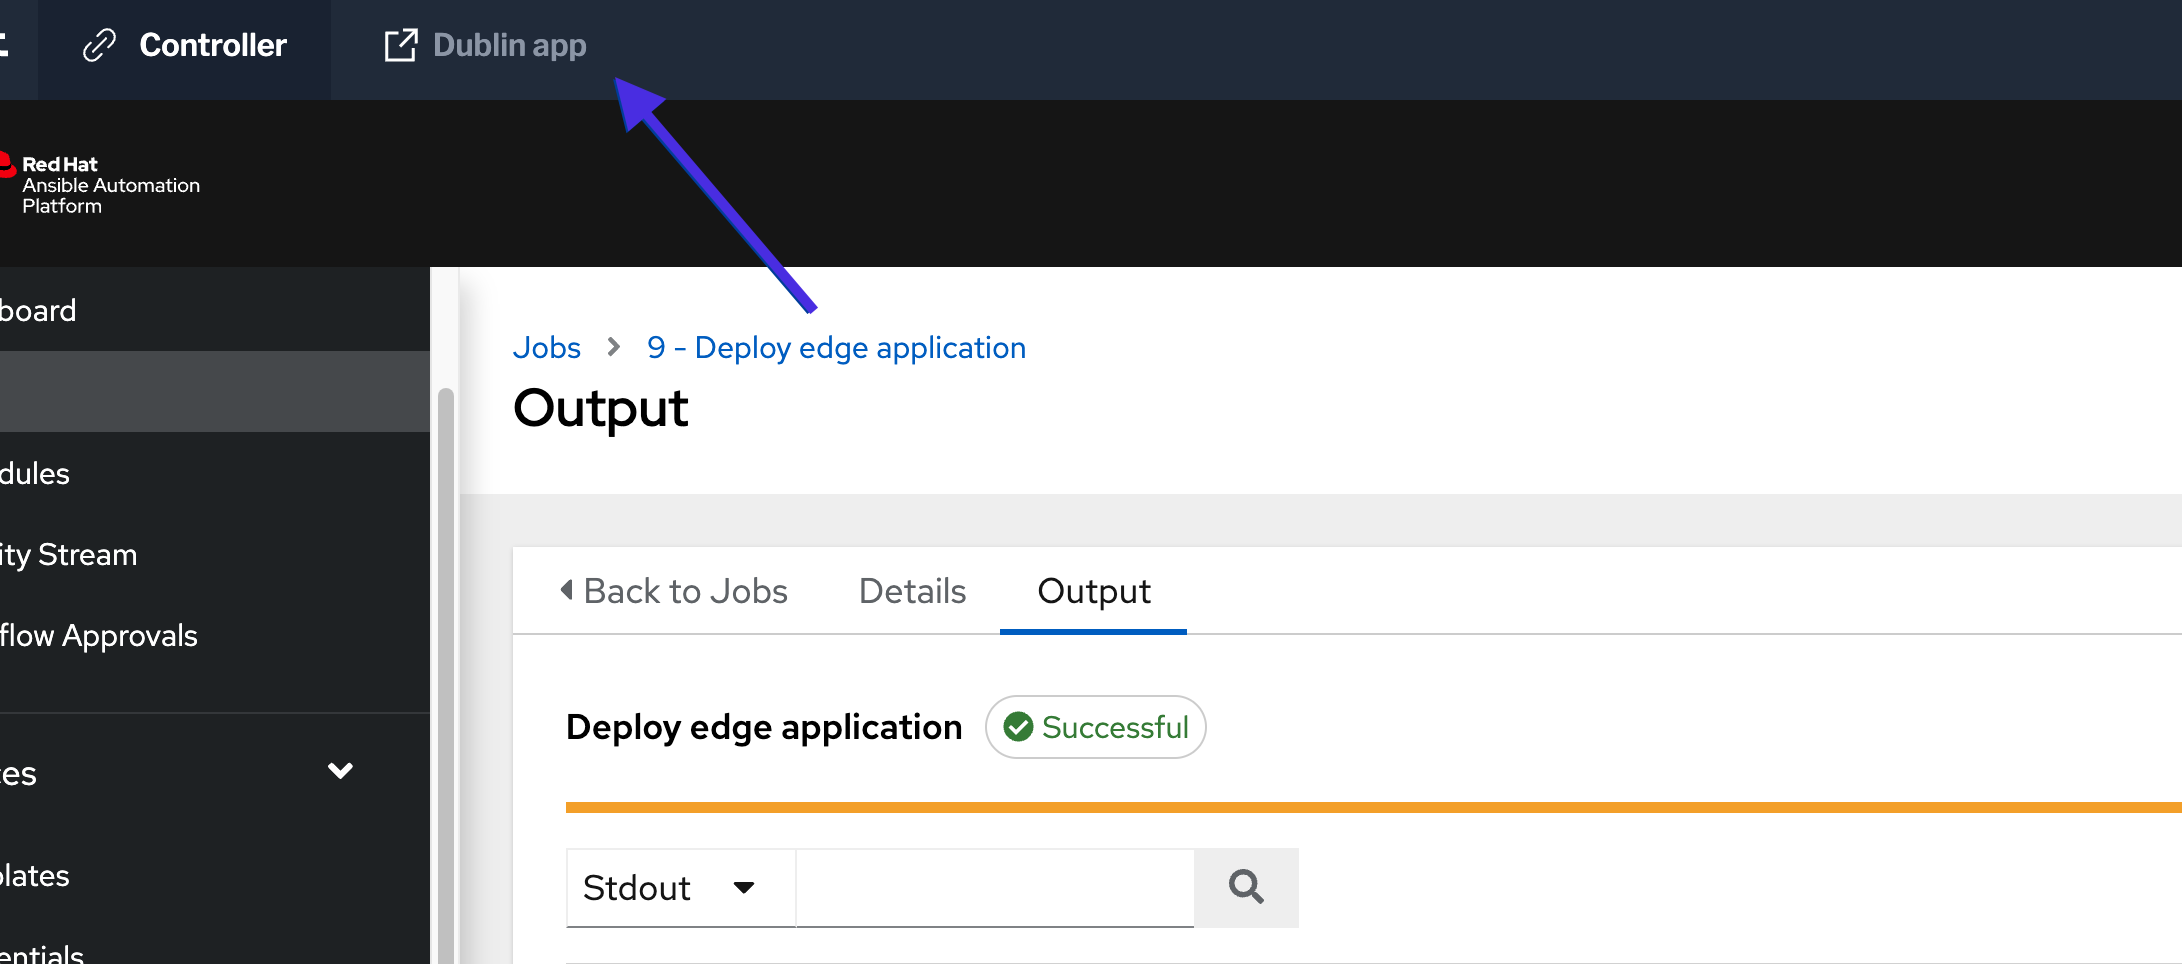 Controller
Dublin app
Red Hat
Ansible Automation
Platform
board
dules
ity Stream
flow Approvals
es
lates
entials
Jobs > 9 - Deploy edge application
Output
Back to Jobs
Details
Output
Deploy edge application
Successful
Stdout